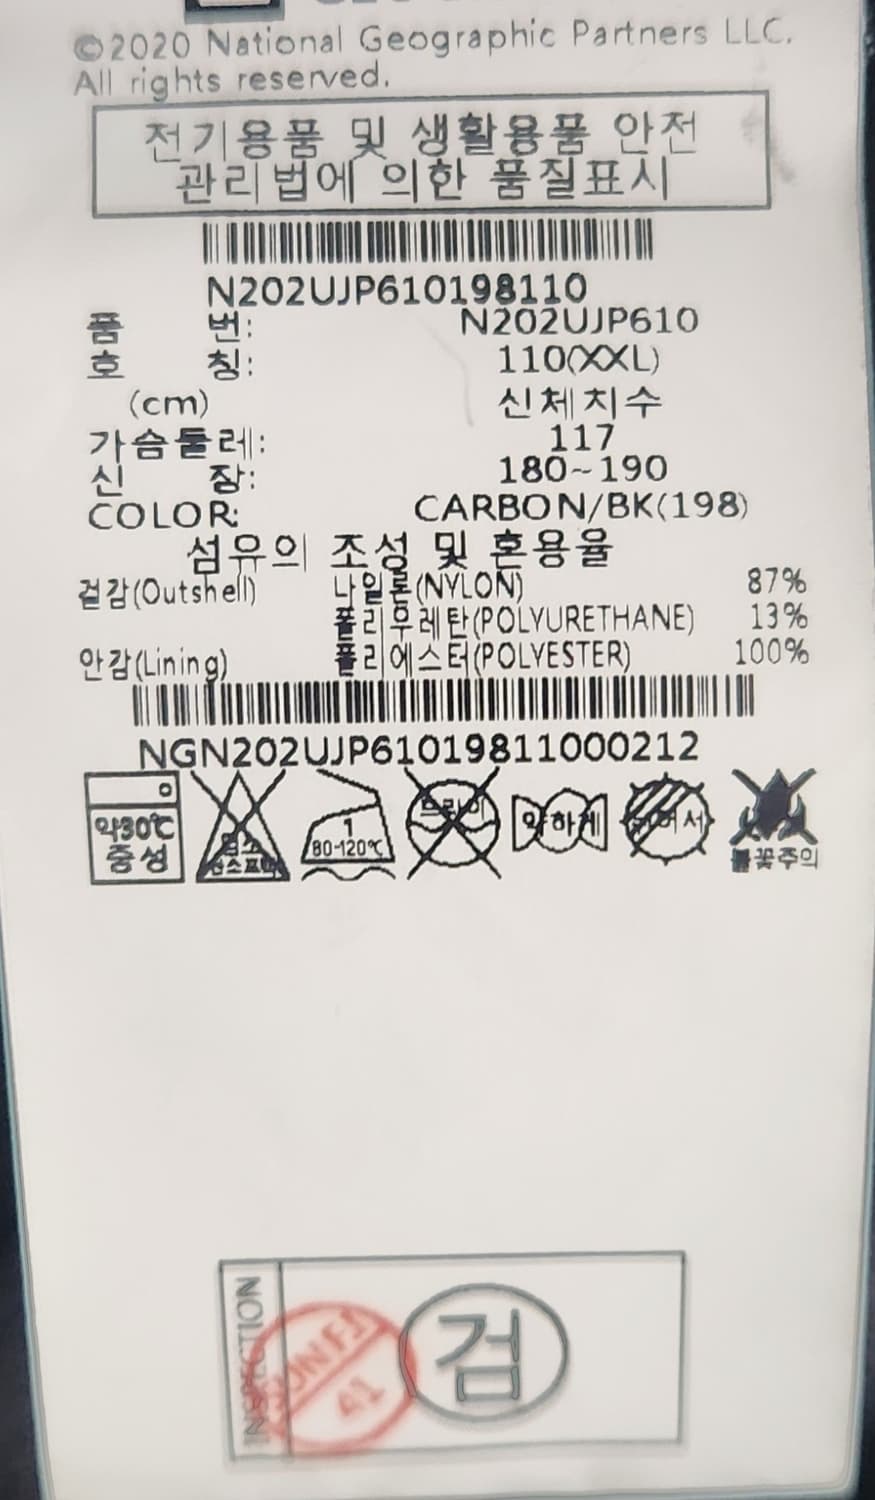 ©2020 National Geographic Partners LLC.
All rights reserved.
전기용품 및 생활용품 안전
관리법에 의한 품질표시
N202UJP610198110
품 번: N202UJP610
호 칭: 110(XXL)
(cm) 신체치수
가슴둘레: 117
신 장: 180~190
COLOR: CARBON/BK(198)
섬유의 조성 및 혼용율
겉감(Outshell) 나일론(NYLON) 87%
폴리우레탄(POLYURETHANE) 13%
안감(Lining) 폴리에스터(POLYESTER) 100%
NGN202UJP61019811000212
약30℃
중성
염소
1
80-120℃
드라이
약하게
불꽃주의
INSPECTION
검